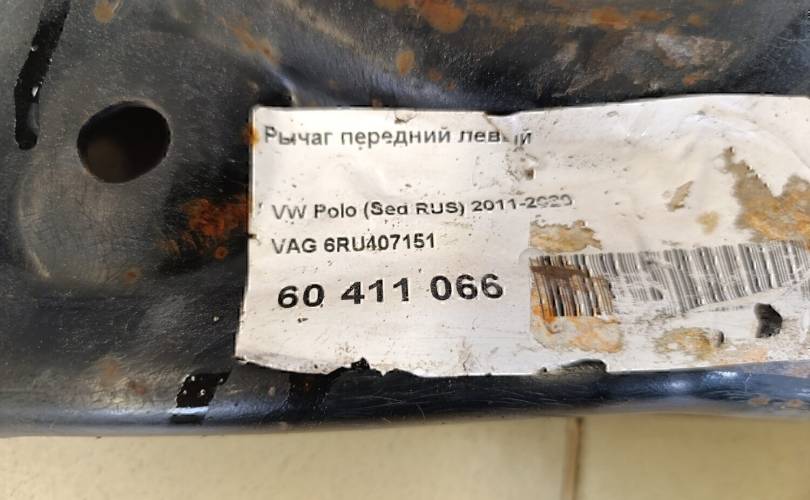 Рычаг передний левый
VW Polo (Sed RUS) 2011-2020
VAG 6RU407151
60 411 066